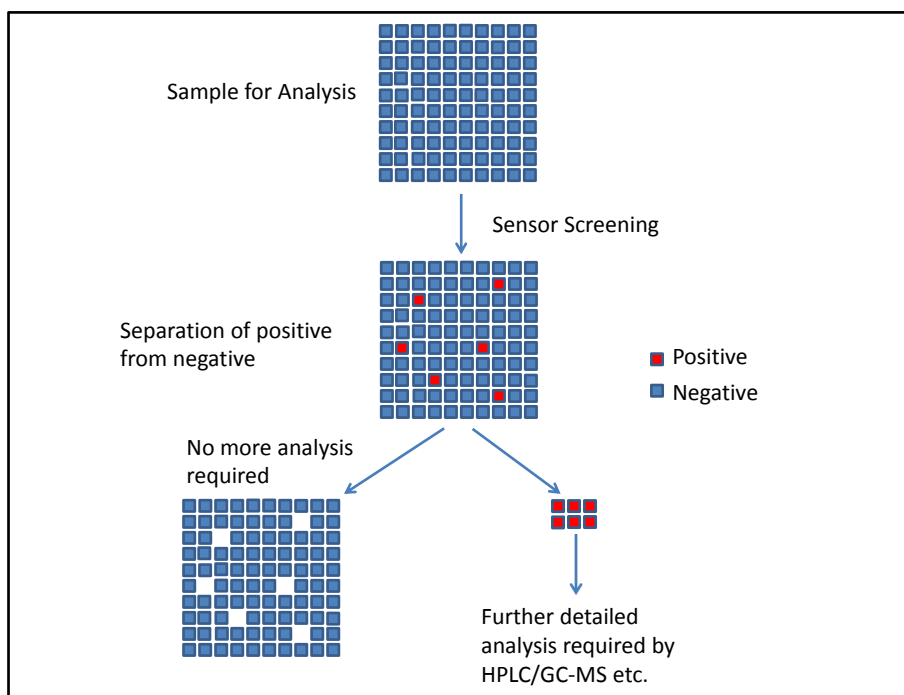 Sample for Analysis
Sensor Screening
Separation of positive
from negative
Positive
Negative
No more analysis
required
Further detailed
analysis required by
HPLC/GC-MS etc.